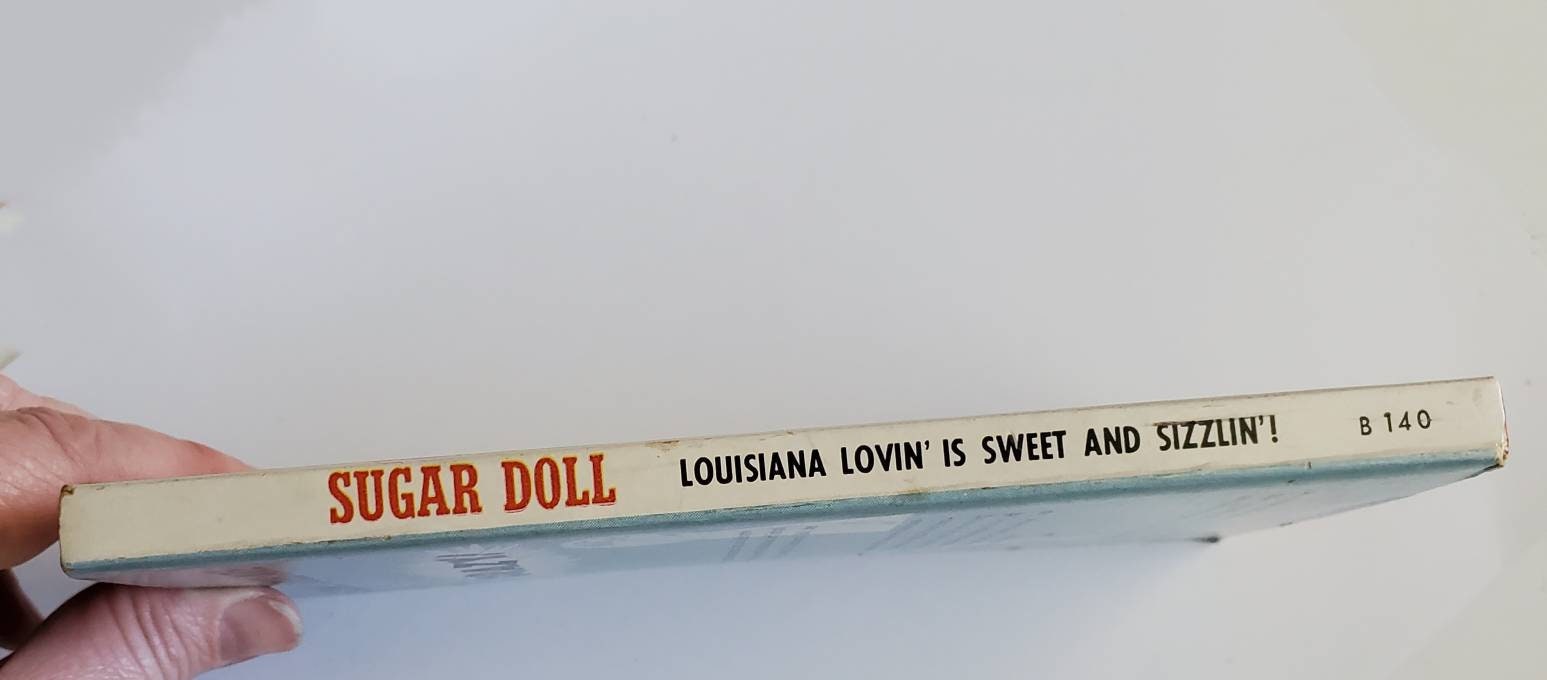 SUGAR DOLL LOUISIANA LOVIN' IS SWEET AND SIZZLIN'! B 140